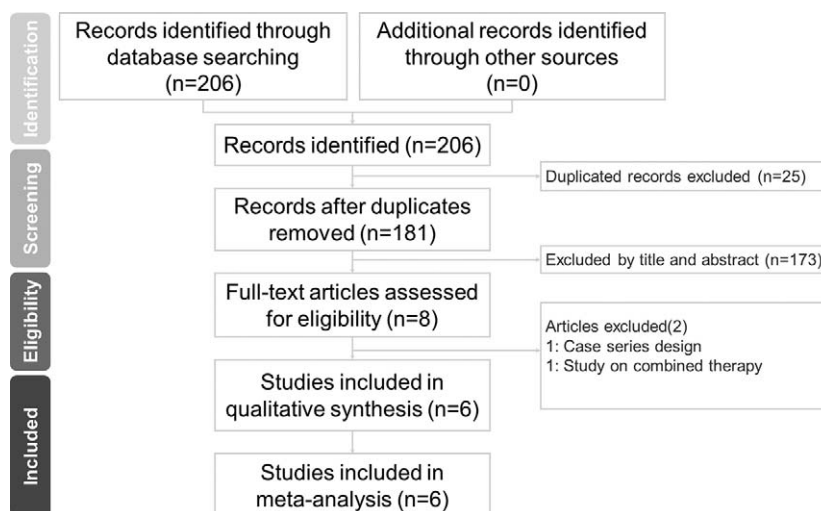 Identification
Records identified through
database searching
(n=206)
Additional records identified
through other sources
(n=0)
Records identified (n=206)
Screening
Duplicated records excluded (n=25)
Records after duplicates
removed (n=181)
Excluded by title and abstract (n=173)
Eligibility
Full-text articles assessed
for eligibility (n=8)
Articles excluded(2)
1: Case series design
1: Study on combined therapy
Included
Studies included in
qualitative synthesis (n=6)
Studies included in
meta-analysis (n=6)